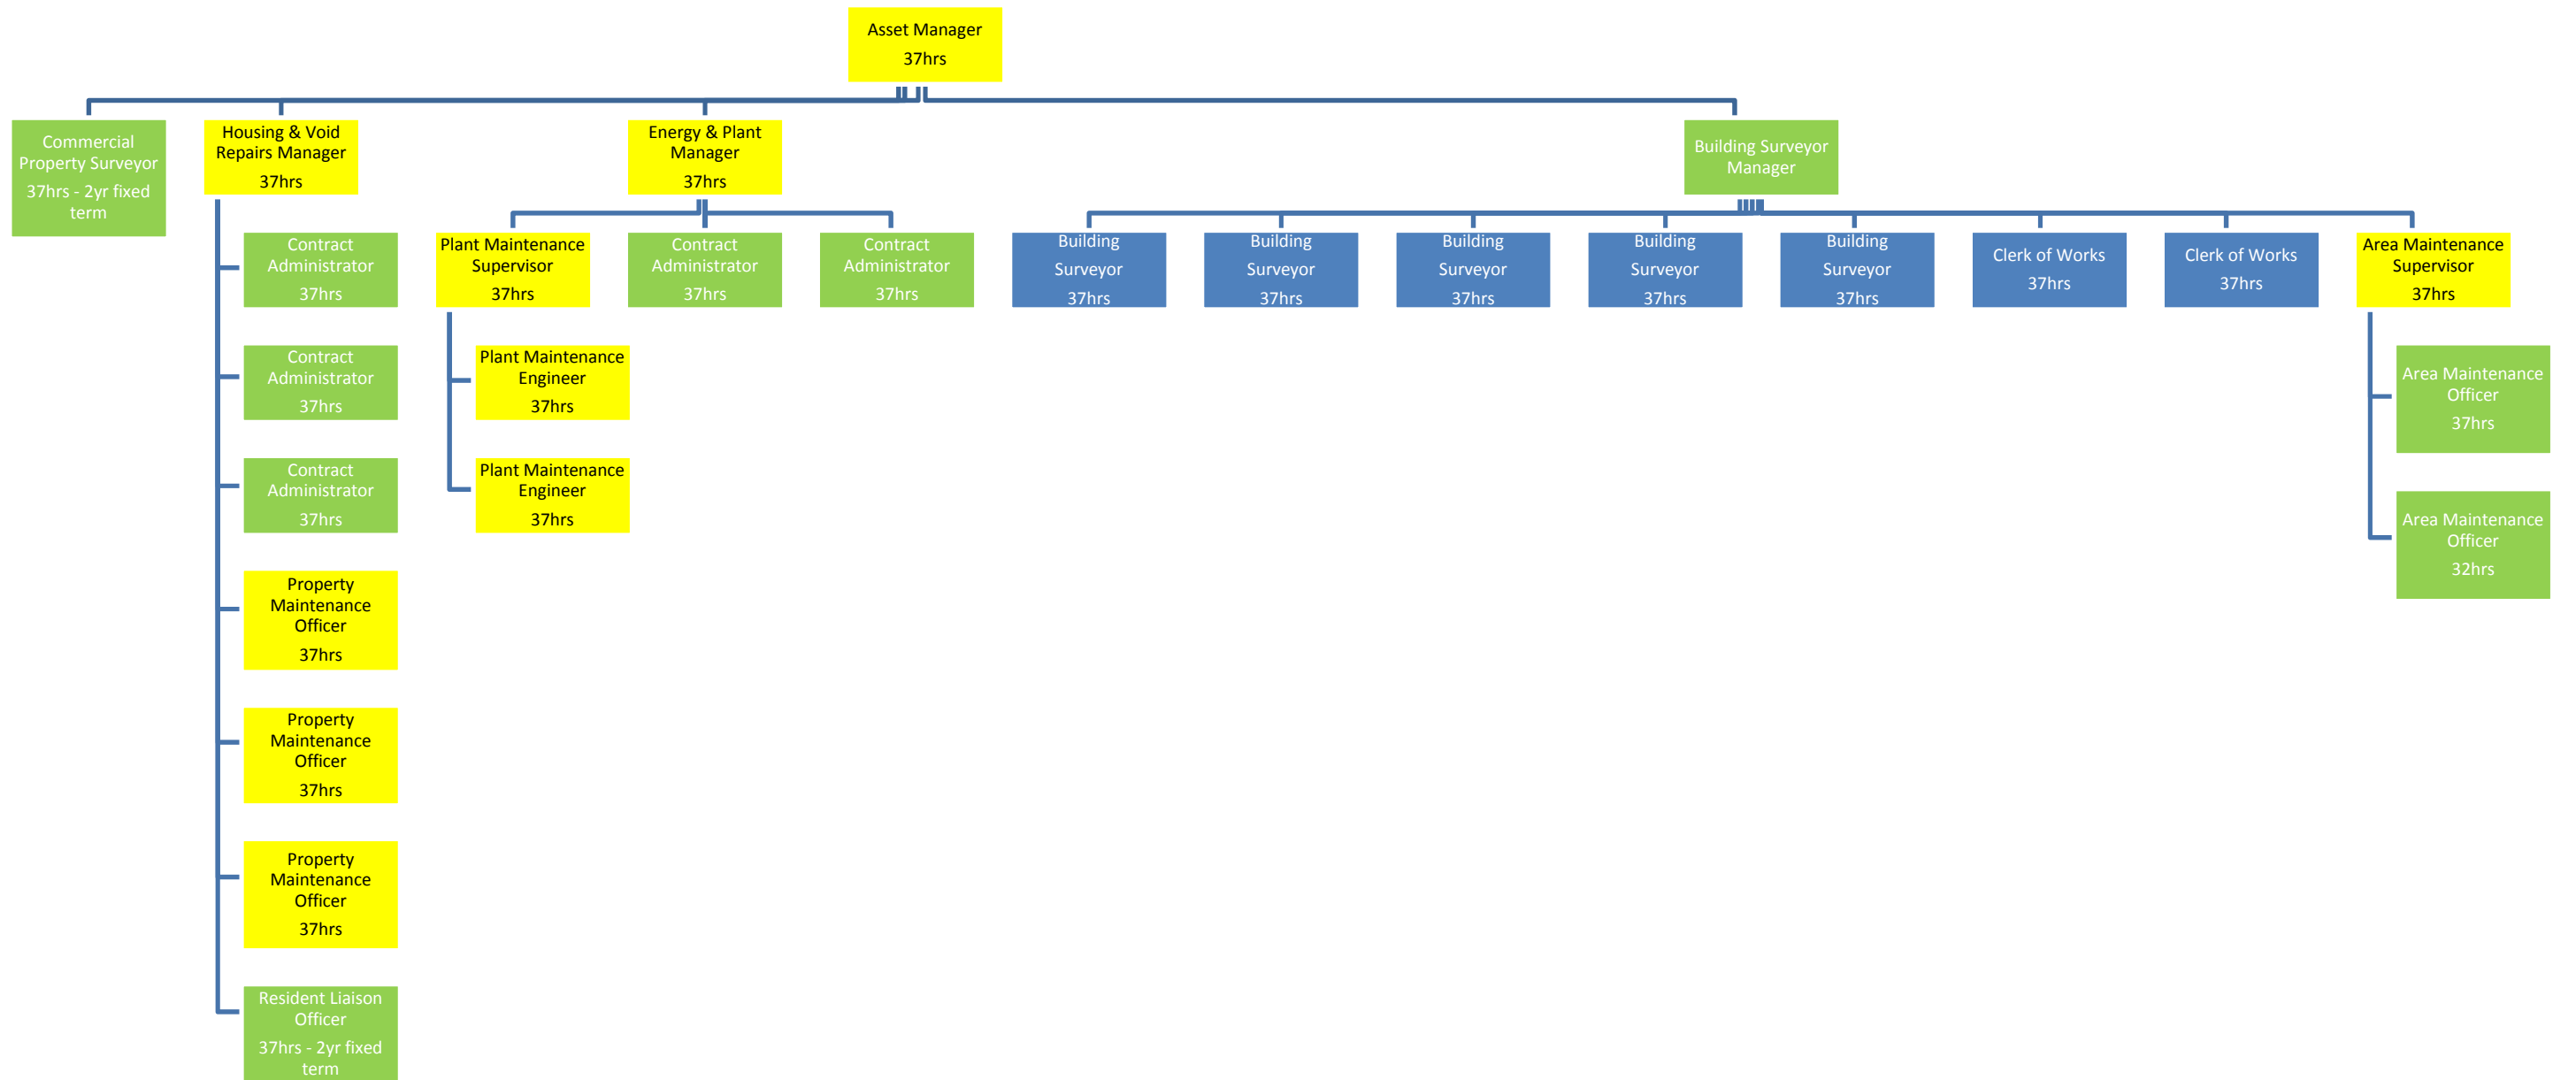 Asset Manager
37hrs
Commercial
Property Surveyor
37hrs - 2yr fixed
term
Housing & Void
Repairs Manager
37hrs
Energy & Plant
Manager
37hrs
Building Surveyor
Manager
Contract
Administrator
37hrs
Plant Maintenance
Supervisor
37hrs
Contract
Administrator
37hrs
Contract
Administrator
37hrs
Building
Surveyor
37hrs
Building
Surveyor
37hrs
Building
Surveyor
37hrs
Building
Surveyor
37hrs
Building
Surveyor
37hrs
Clerk of Works
37hrs
Clerk of Works
37hrs
Area Maintenance
Supervisor
37hrs
Contract
Administrator
37hrs
Plant Maintenance
Engineer
37hrs
Area Maintenance
Officer
37hrs
Contract
Administrator
37hrs
Plant Maintenance
Engineer
37hrs
Area Maintenance
Officer
32hrs
Property
Maintenance
Officer
37hrs
Property
Maintenance
Officer
37hrs
Property
Maintenance
Officer
37hrs
Resident Liaison
Officer
37hrs - 2yr fixed
term